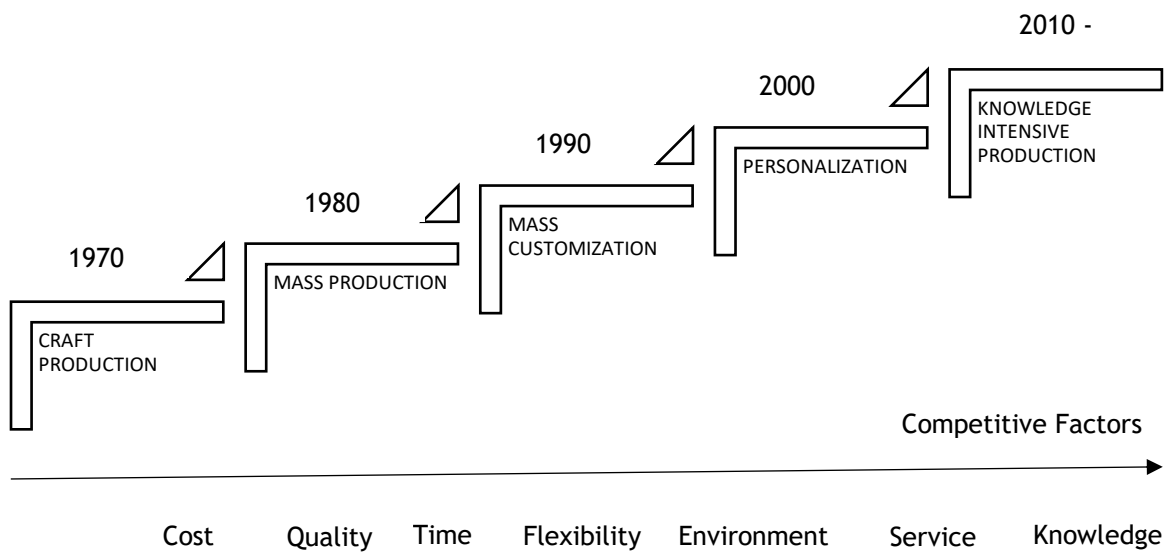 2010 -
2000
KNOWLEDGE
INTENSIVE
PRODUCTION
1990
PERSONALIZATION
1980
MASS
CUSTOMIZATION
1970
MASS PRODUCTION
CRAFT
PRODUCTION
Competitive Factors
Cost Quality Time Flexibility Environment Service Knowledge